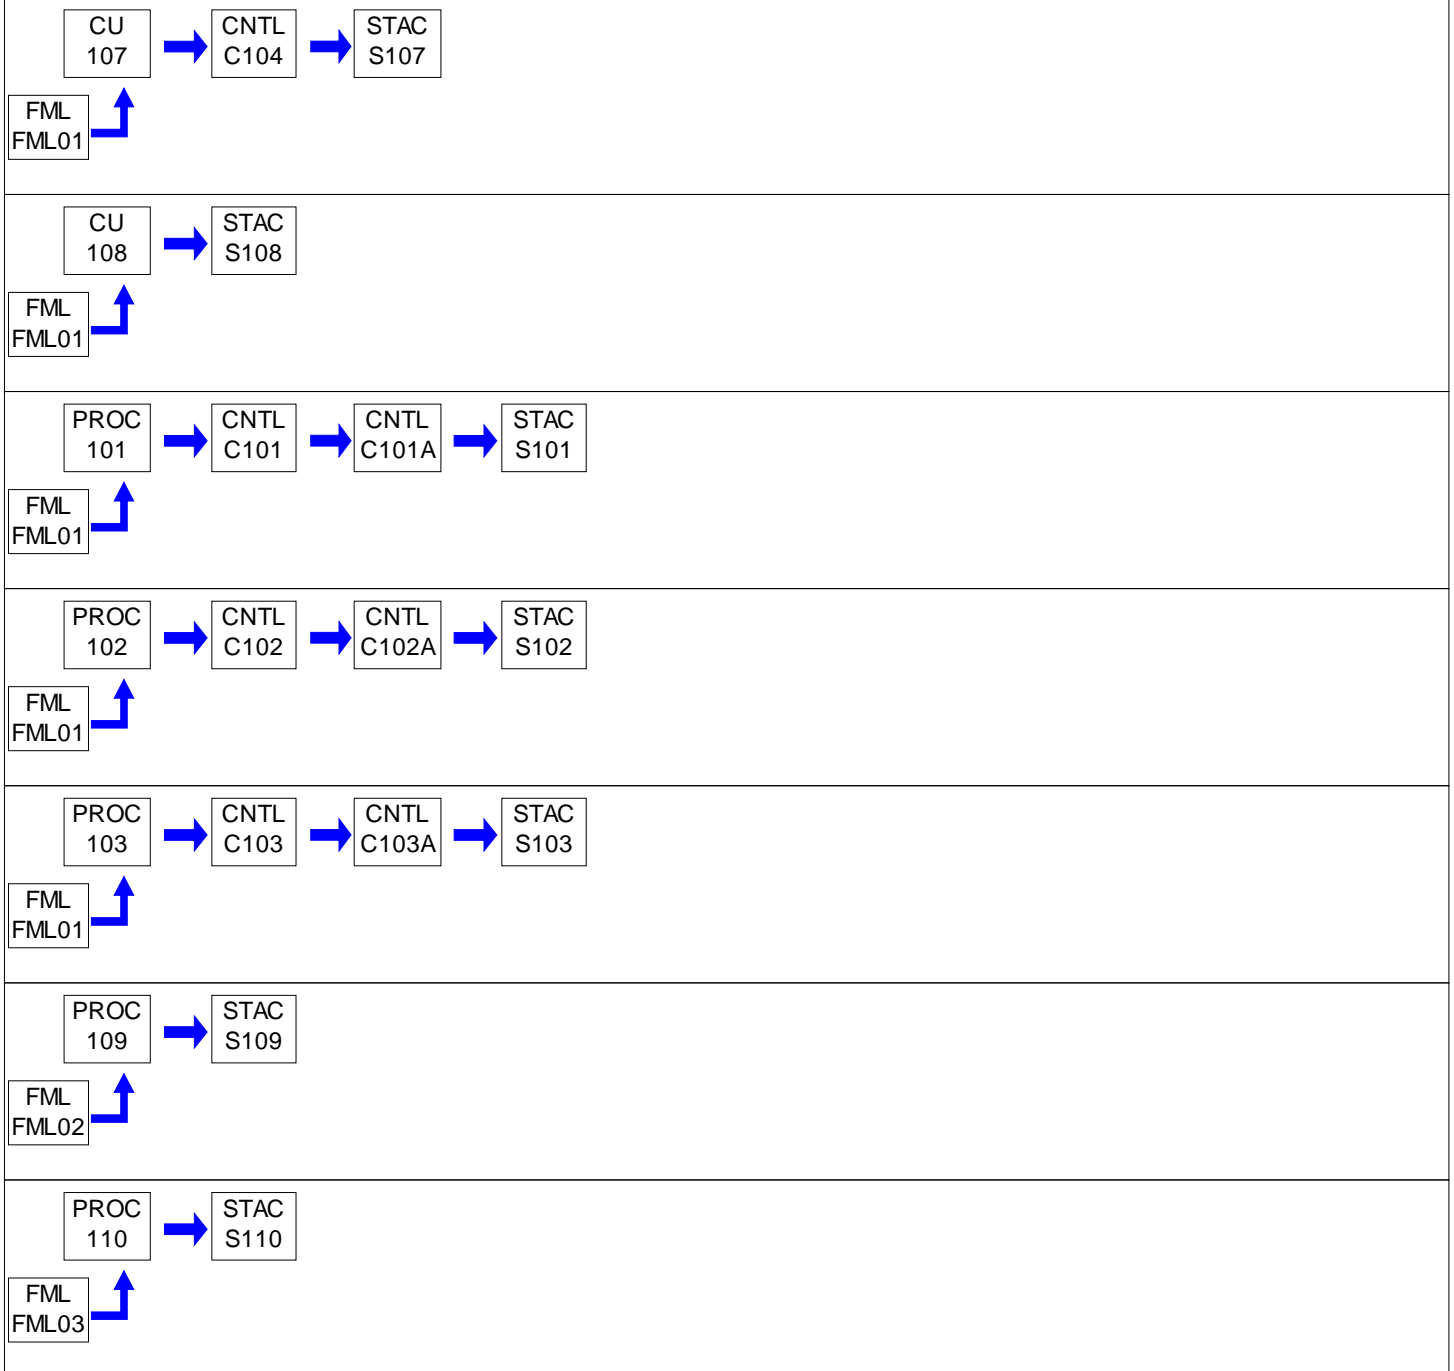 CU
107
CNTL
C104
STAC
S107
FML
FML01
CU
108
STAC
S108
FML
FML01
PROC
101
CNTL
C101
CNTL
C101A
STAC
S101
FML
FML01
PROC
102
CNTL
C102
CNTL
C102A
STAC
S102
FML
FML01
PROC
103
CNTL
C103
CNTL
C103A
STAC
S103
FML
FML01
PROC
109
STAC
S109
FML
FML02
PROC
110
STAC
S110
FML
FML03